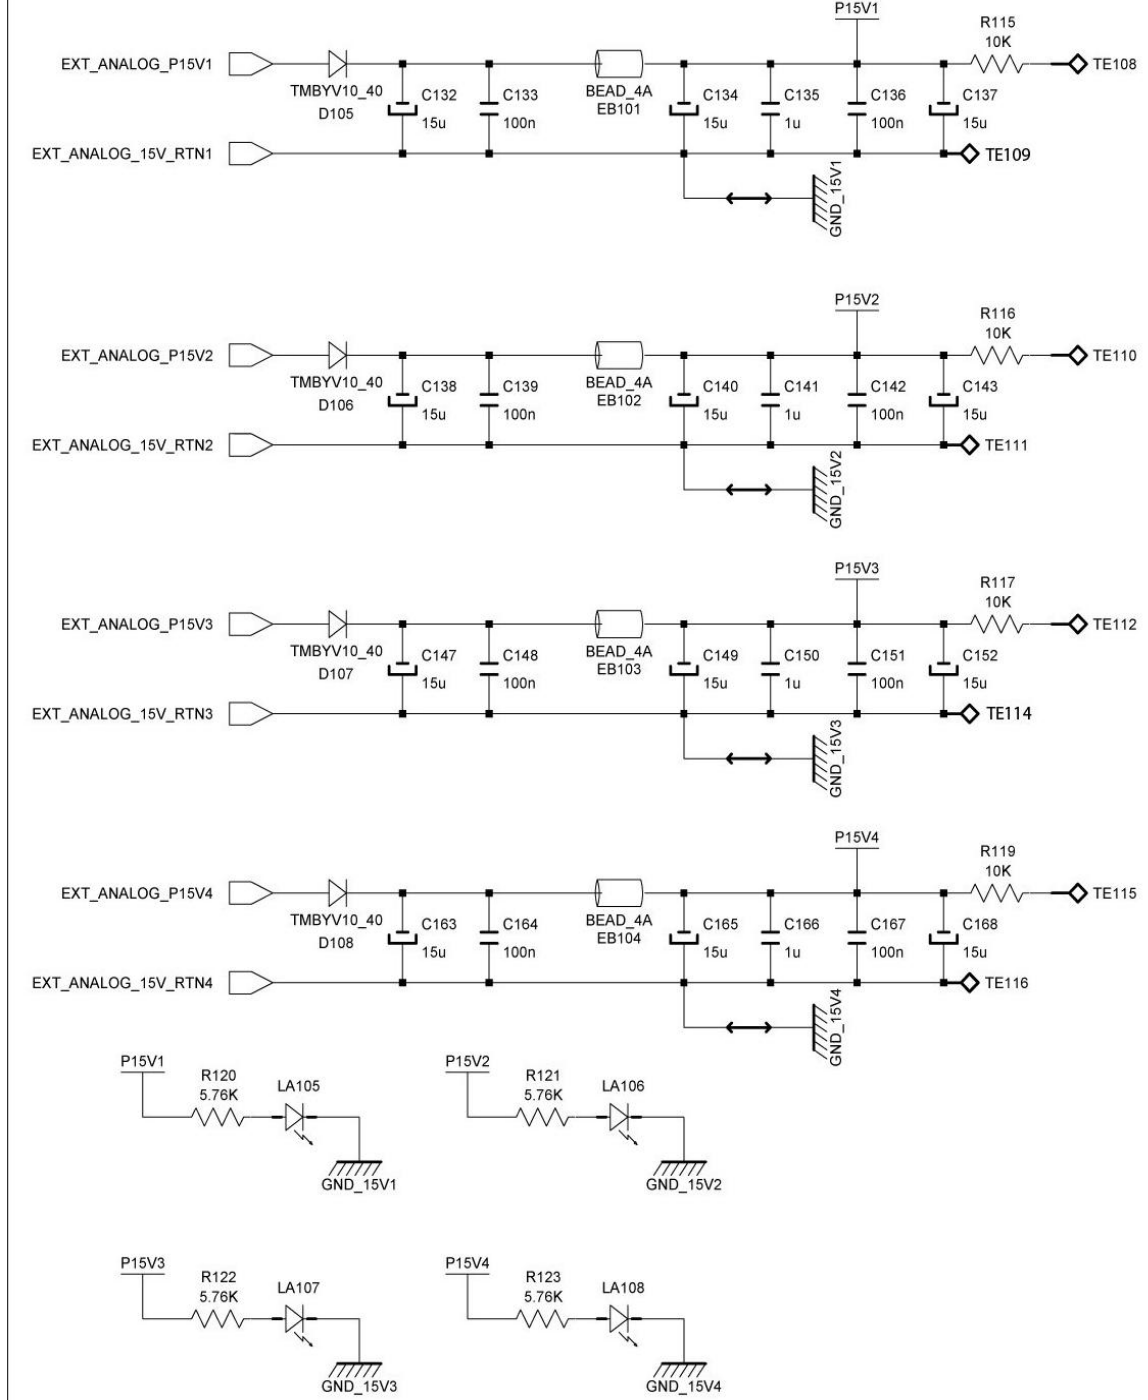 P15V1
R115
10K
EXT_ANALOG_P15V1
TE108
TMBYV10_40
D105
C132
15u
C133
100n
BEAD_4A
EB101
C134
15u
C135
1u
C136
100n
C137
15u
EXT_ANALOG_15V_RTN1
TE109
GND_15V1
P15V2
R116
10K
EXT_ANALOG_P15V2
TE110
TMBYV10_40
D106
C138
15u
C139
100n
BEAD_4A
EB102
C140
15u
C141
1u
C142
100n
C143
15u
EXT_ANALOG_15V_RTN2
TE111
GND_15V2
P15V3
R117
10K
EXT_ANALOG_P15V3
TE112
TMBYV10_40
D107
C147
15u
C148
100n
BEAD_4A
EB103
C149
15u
C150
1u
C151
100n
C152
15u
EXT_ANALOG_15V_RTN3
TE114
GND_15V3
P15V4
R119
10K
EXT_ANALOG_P15V4
TE115
TMBYV10_40
D108
C163
15u
C164
100n
BEAD_4A
EB104
C165
15u
C166
1u
C167
100n
C168
15u
EXT_ANALOG_15V_RTN4
TE116
GND_15V4
P15V1
R120
5.76K
LA105
GND_15V1
P15V2
R121
5.76K
LA106
GND_15V2
P15V3
R122
5.76K
LA107
GND_15V3
P15V4
R123
5.76K
LA108
GND_15V4